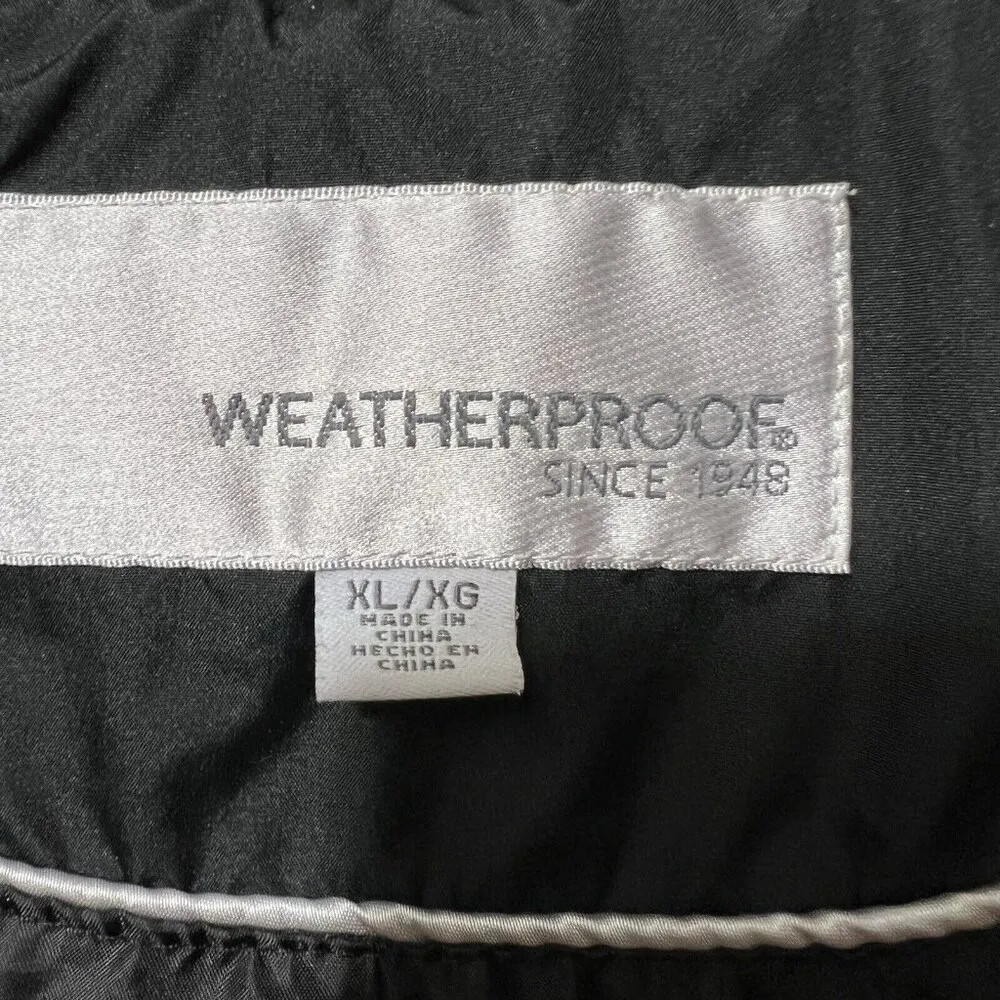 WEATHERPROOF®
SINCE 1948
XL/XG
MADE IN
CHINA
HECHO EN
CHINA